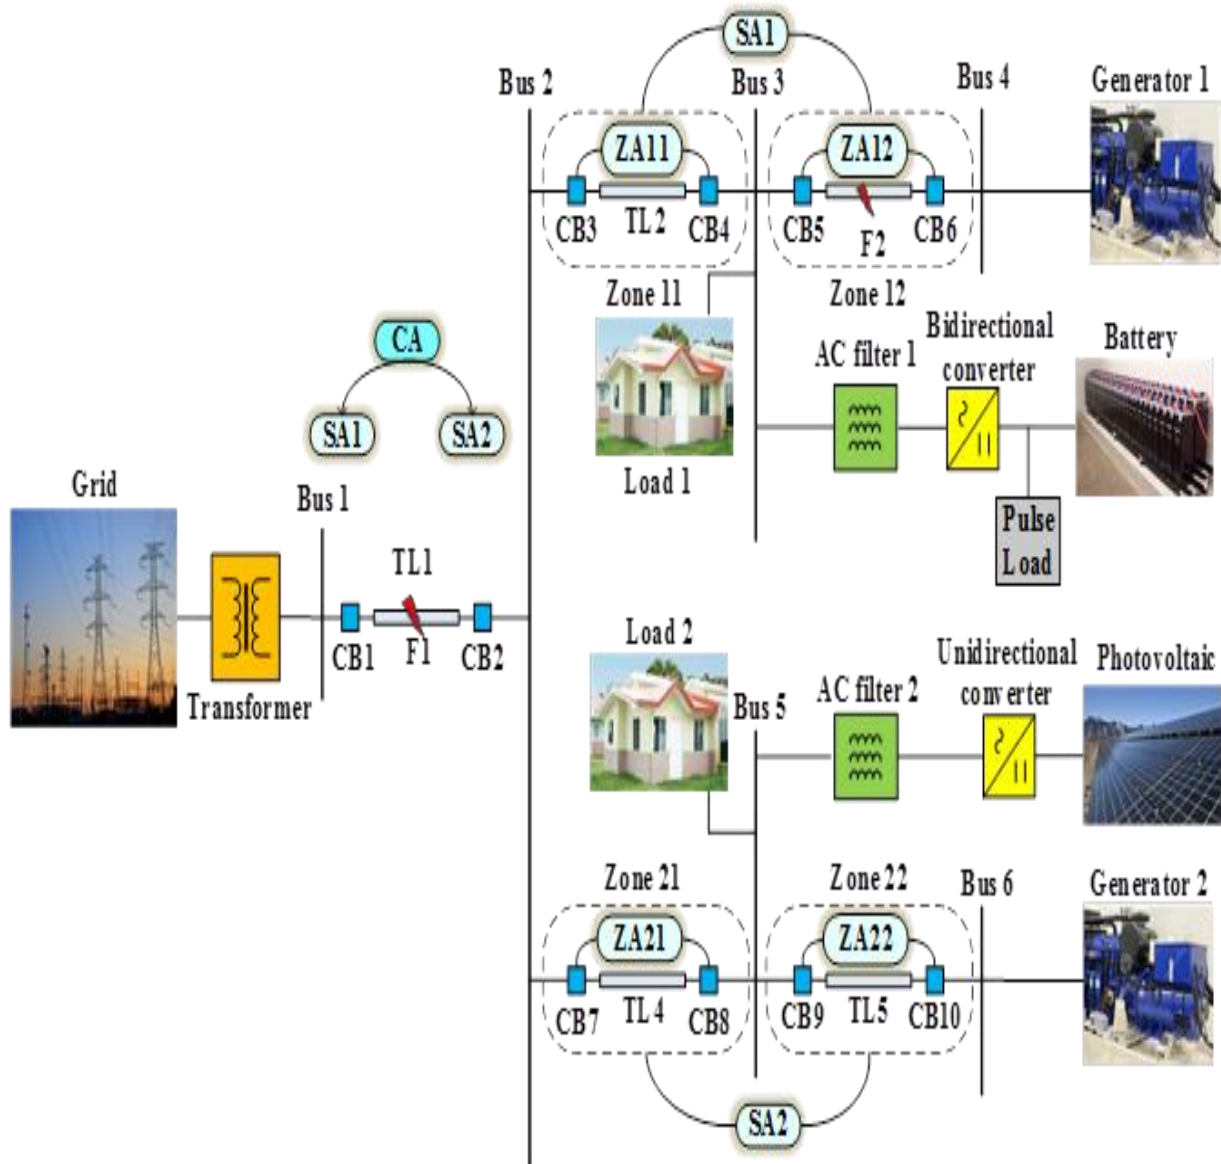 SA1
Bus 2
Bus 3
Bus 4
Generator 1
ZA11
ZA12
CB3
TL2
CB4
CB5
F2
CB6
Zone 11
Zone 12
CA
SA1
SA2
AC filter 1
Bidirectional
converter
Battery
Load 1
Pulse
Load
Grid
Bus 1
TL1
CB1
F1
CB2
Transformer
Load 2
Bus 5
AC filter 2
Unidirectional
converter
Photovoltaic
Zone 21
Zone 22
Bus 6
Generator 2
ZA21
ZA22
CB7
TL4
CB8
CB9
TL5
CB10
SA2